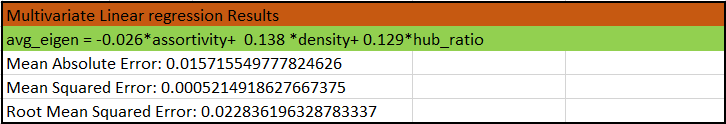 Multivariate Linear regression Results
avg_eigen = -0.026*assortivity+ 0.138 *density+ 0.129*hub_ratio
Mean Absolute Error: 0.015715549777824626
Mean Squared Error: 0.0005214918627667375
Root Mean Squared Error: 0.022836196328783337